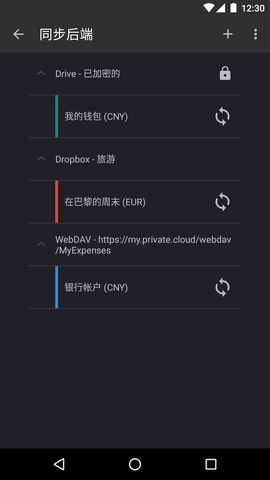 12:30
同步后端
Drive - 已加密的
我的钱包 (CNY)
Dropbox - 旅游
在巴黎的周末 (EUR)
WebDAV - https://my.private.cloud/webdav
/MyExpenses
银行帐户 (CNY)